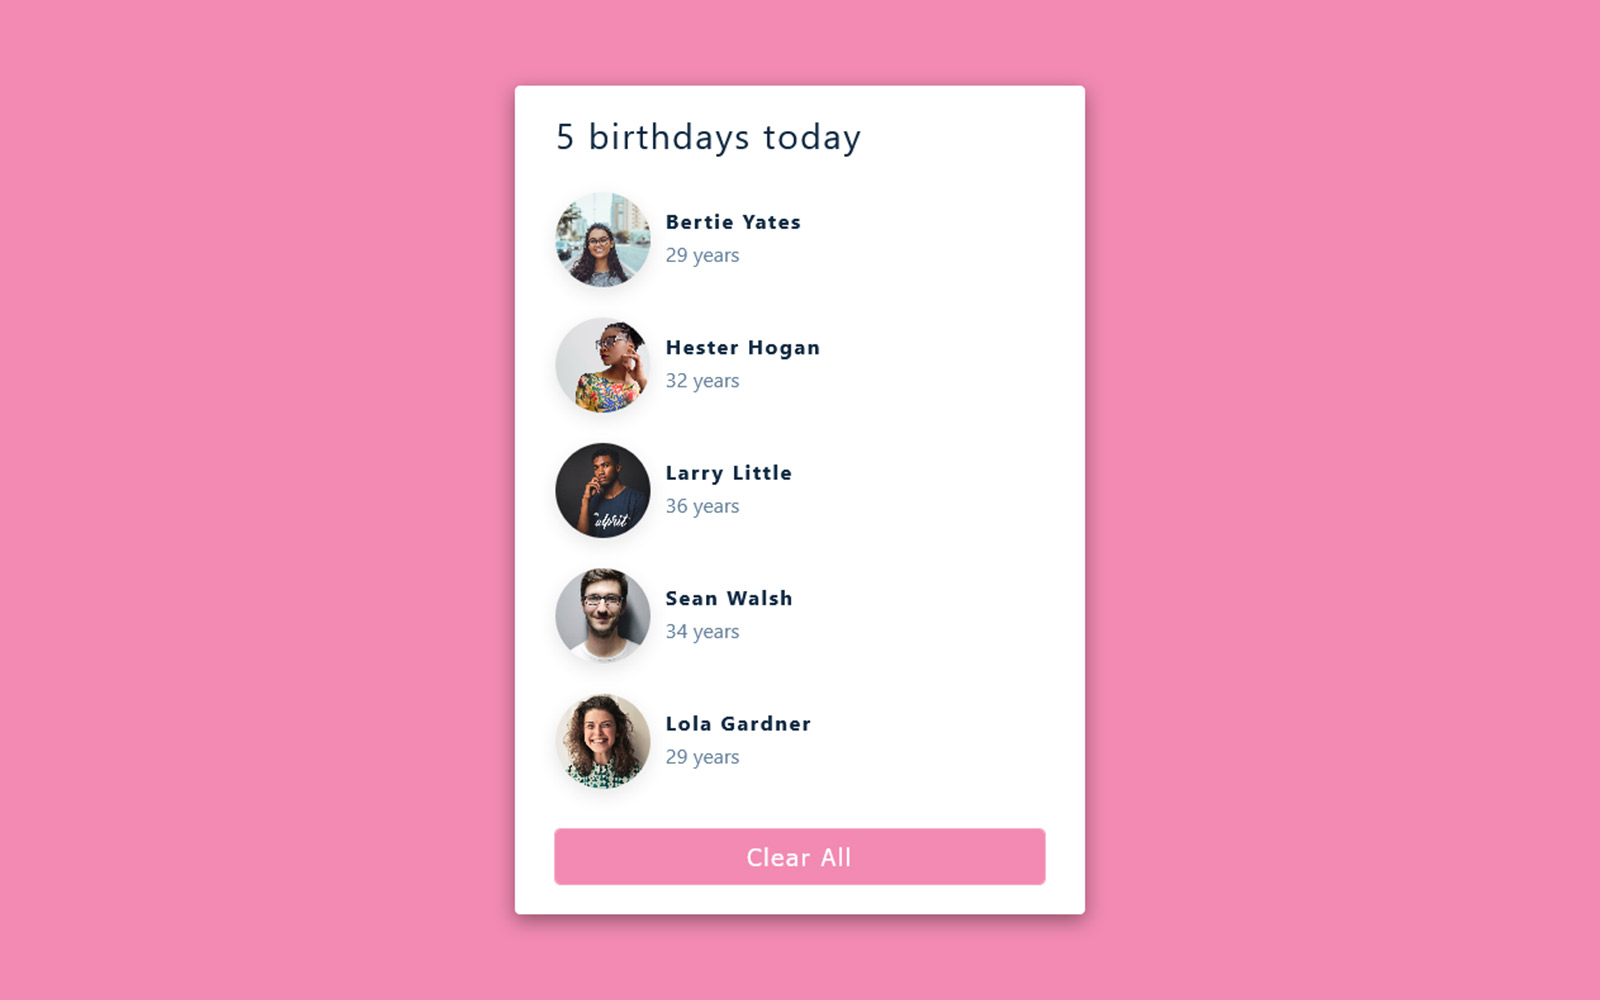 5 birthdays today
Bertie Yates
29 years
Hester Hogan
32 years
Larry Little
36 years
Sean Walsh
34 years
Lola Gardner
29 years
Clear All